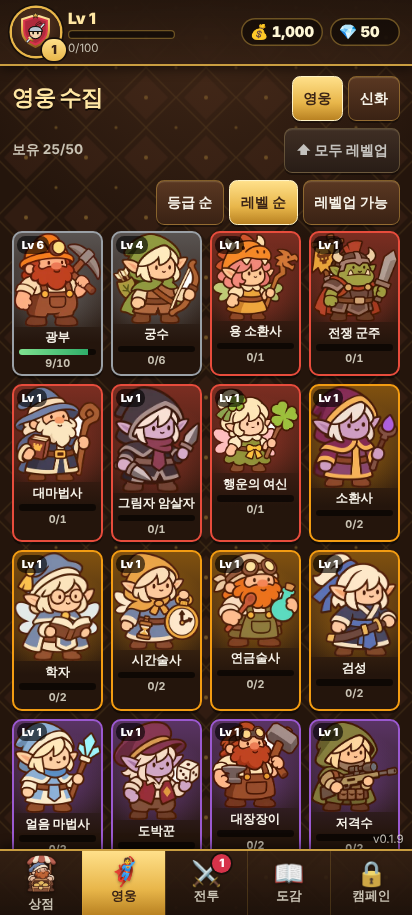 Lv 1
0/100
1
1,000
50
영웅 수집
영웅
신화
보유 25/50
모두 레벨업
등급 순
레벨 순
레벨업 가능
Lv 6
Lv 4
Lv 1
Lv 1
광부
궁수
용 소환사
전쟁 군주
9/10
0/6
0/1
0/1
Lv 1
Lv 1
Lv 1
Lv 1
대마법사
그림자 암살자
행운의 여신
소환사
0/1
0/1
0/1
0/2
Lv 1
Lv 1
Lv 1
Lv 1
학자
시간술사
연금술사
검성
0/2
0/2
0/2
0/2
Lv 1
Lv 1
Lv 1
Lv 1
얼음 마법사
도박꾼
대장장이
저격수
0/2
0/2
0/2
v0.1.9
상점
영웅
전투
1
도감
캠페인